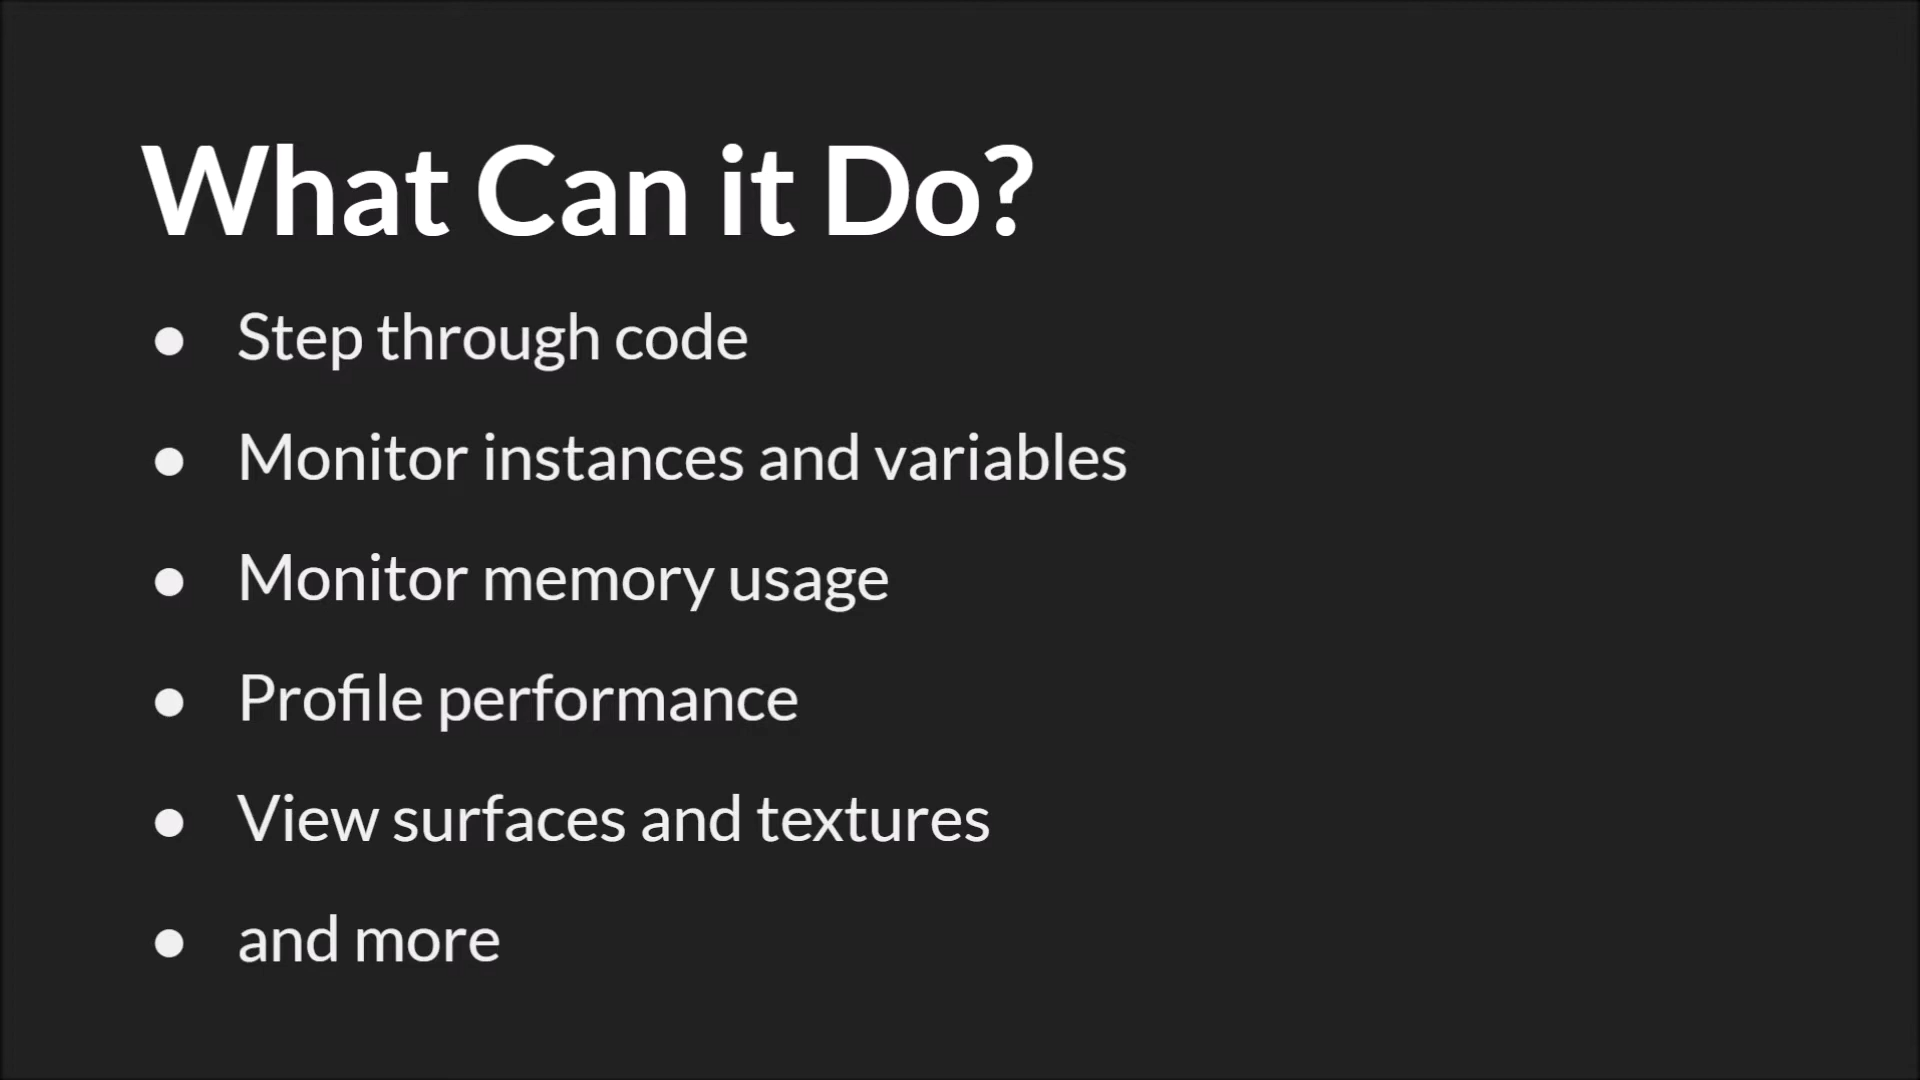 What Can it Do?
● Step through code
● Monitor instances and variables
● Monitor memory usage
● Profile performance
● View surfaces and textures
● and more